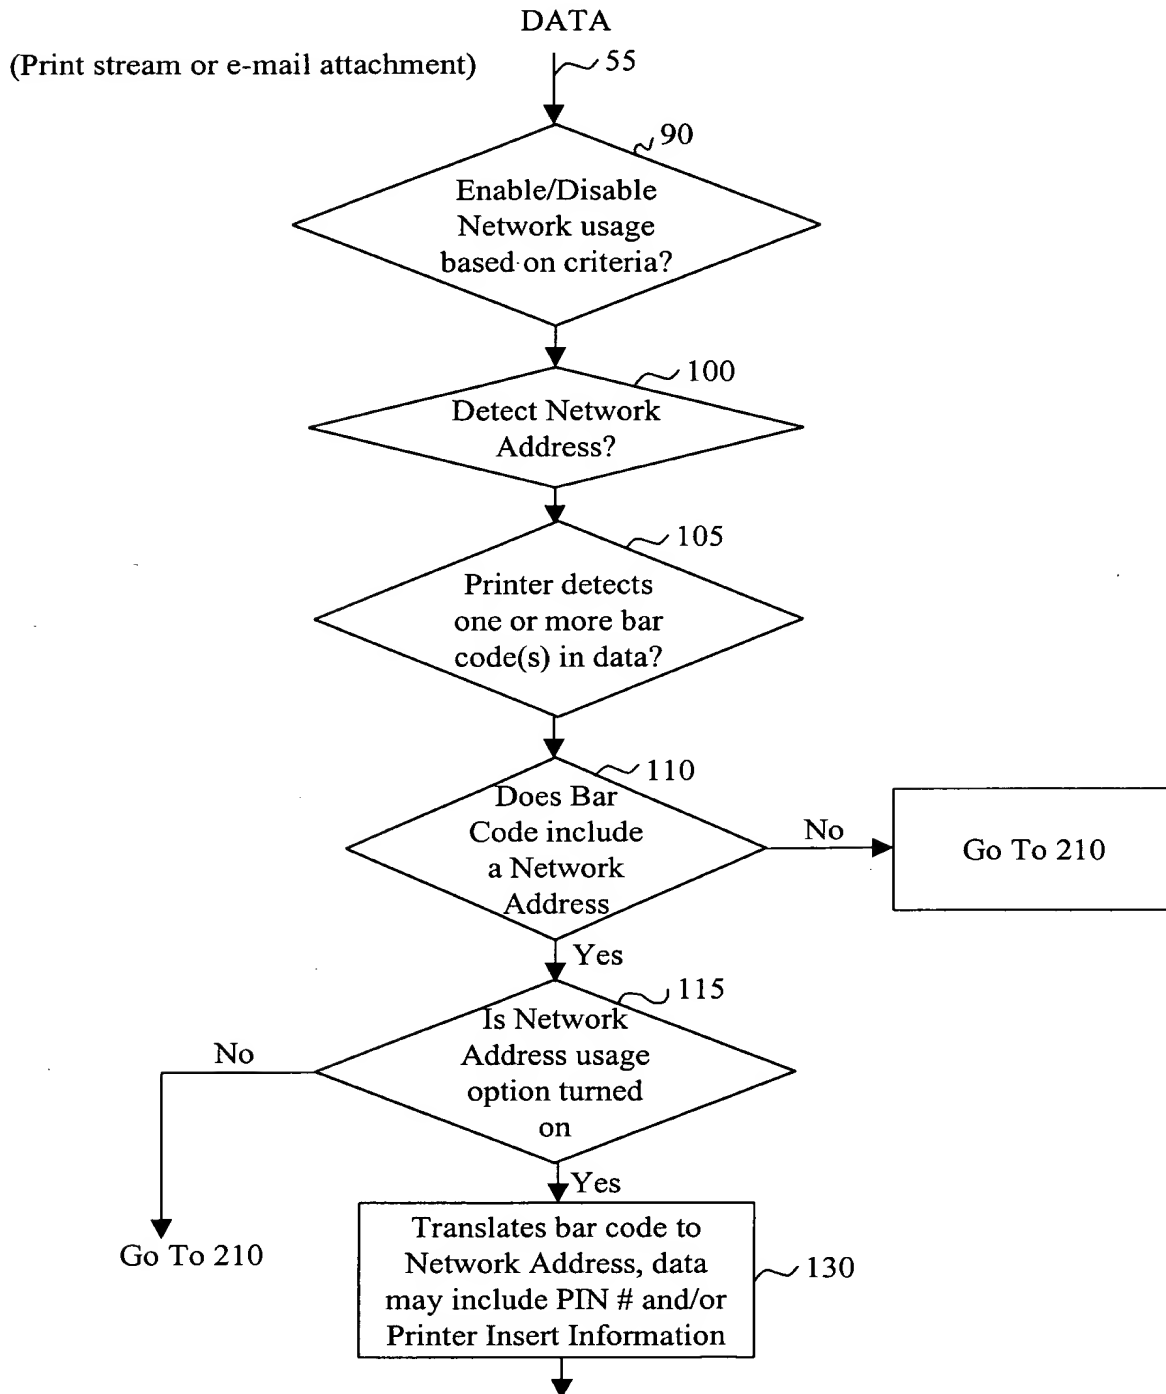 DATA
(Print stream or e-mail attachment)
55
90
Enable/Disable
Network usage
based on criteria?
100
Detect Network
Address?
105
Printer detects
one or more bar
code(s) in data?
110
Does Bar
Code include
a Network
Address
No
Go To 210
Yes
115
Is Network
Address usage
option turned
on
No
Go To 210
Yes
Translates bar code to
Network Address, data
may include PIN # and/or
Printer Insert Information
130